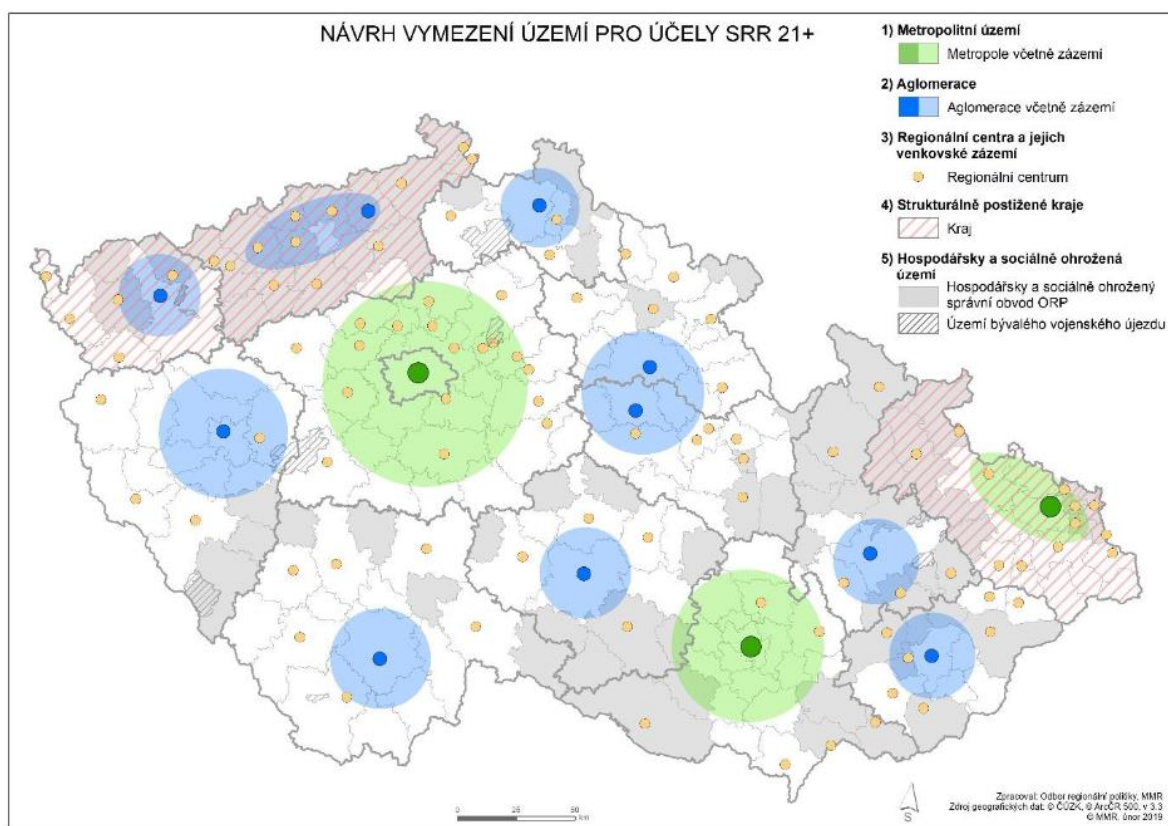 NÁVRH VYMEZENÍ ÚZEMÍ PRO ÚČELY SRR 21+
1) Metropolitní území
Metropole včetně zázemí
2) Aglomerace
Aglomerace včetně zázemí
3) Regionální centra a jejich
venkovské zázemí
Regionální centrum
4) Strukturálně postižené kraje
Kraj
5) Hospodářsky a sociálně ohrožená
území
Hospodářsky a sociálně ohrožený
správní obvod ORP
Území bývalého vojenského újezdu
0 25 50
km
S
Zpracoval: Odbor regionální politiky, MMR
Zdroj geografických dat: © ČÚZK, © ArcČR 500, v 3.3
© MMR, únor 2019